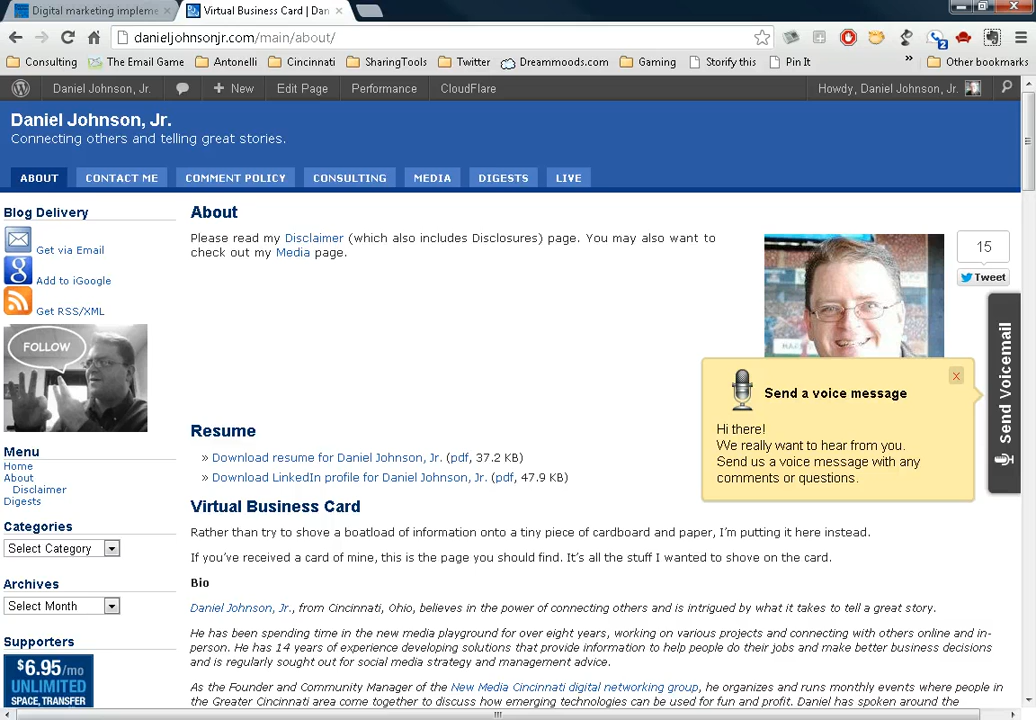 Digital marketing impleme
Virtual Business Card | Dan
danieljohnsonjr.com/main/about/
2
Consulting
The Email Game
Antonelli
Cincinnati
SharingTools
Twitter
Dreammoods.com
Gaming
Storify this
Pin It
»
Other bookmarks
Daniel Johnson, Jr.
+ New
Edit Page
Performance
CloudFlare
Howdy, Daniel Johnson, Jr.
Daniel Johnson, Jr.
Connecting others and telling great stories.
ABOUT
CONTACT ME
COMMENT POLICY
CONSULTING
MEDIA
DIGESTS
LIVE
Blog Delivery
Get via Email
Add to iGoogle
Get RSS/XML
FOLLOW
Menu
Home
About
Disclaimer
Digests
Categories
Select Category
Archives
Select Month
Supporters
$6.95/mo
UNLIMITED
SPACE, TRANSFER
About
Please read my Disclaimer (which also includes Disclosures) page. You may also want to
check out my Media page.
15
Tweet
Send Voicemail
Send a voice message
x
Hi there!
We really want to hear from you.
Send us a voice message with any
comments or questions.
Resume
» Download resume for Daniel Johnson, Jr. (pdf, 37.2 KB)
» Download LinkedIn profile for Daniel Johnson, Jr. (pdf, 47.9 KB)
Virtual Business Card
Rather than try to shove a boatload of information onto a tiny piece of cardboard and paper, I'm putting it here instead.
If you've received a card of mine, this is the page you should find. It's all the stuff I wanted to shove on the card.
Bio
Daniel Johnson, Jr., from Cincinnati, Ohio, believes in the power of connecting others and is intrigued by what it takes to tell a great story.
He has been spending time in the new media playground for over eight years, working on various projects and connecting with others online and in-
person. He has 14 years of experience developing solutions that provide information to help people do their jobs and make better business decisions
and is regularly sought out for social media strategy and management advice.
As the Founder and Community Manager of the New Media Cincinnati digital networking group, he organizes and runs monthly events where people in
the Greater Cincinnati area come together to discuss how emerging technologies can be used for fun and profit. Daniel has spoken around the